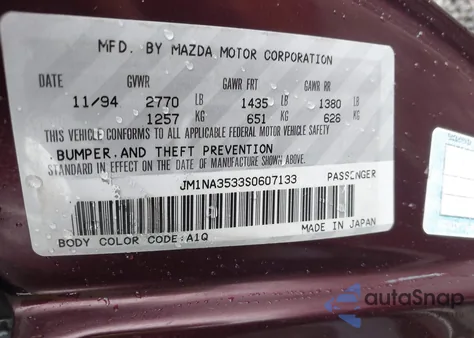 MFD. BY MAZDA MOTOR CORPORATION
DATE GVWR GAWR FRT GAWR RR
11/94 2770 LB 1435 LB 1380 LB
1257 KG 651 KG 626 KG
THIS VEHICLE CONFORMS TO ALL APPLICABLE FEDERAL MOTOR VEHICLE SAFETY,
BUMPER,AND THEFT PREVENTION
STANDARD IN EFFECT ON THE DATE OF MANUFACTURE SHOWN ABOVE.
JM1NA3533S0607133 PASSENGER
BODY COLOR CODE:A1Q MADE IN JAPAN
autoSnap